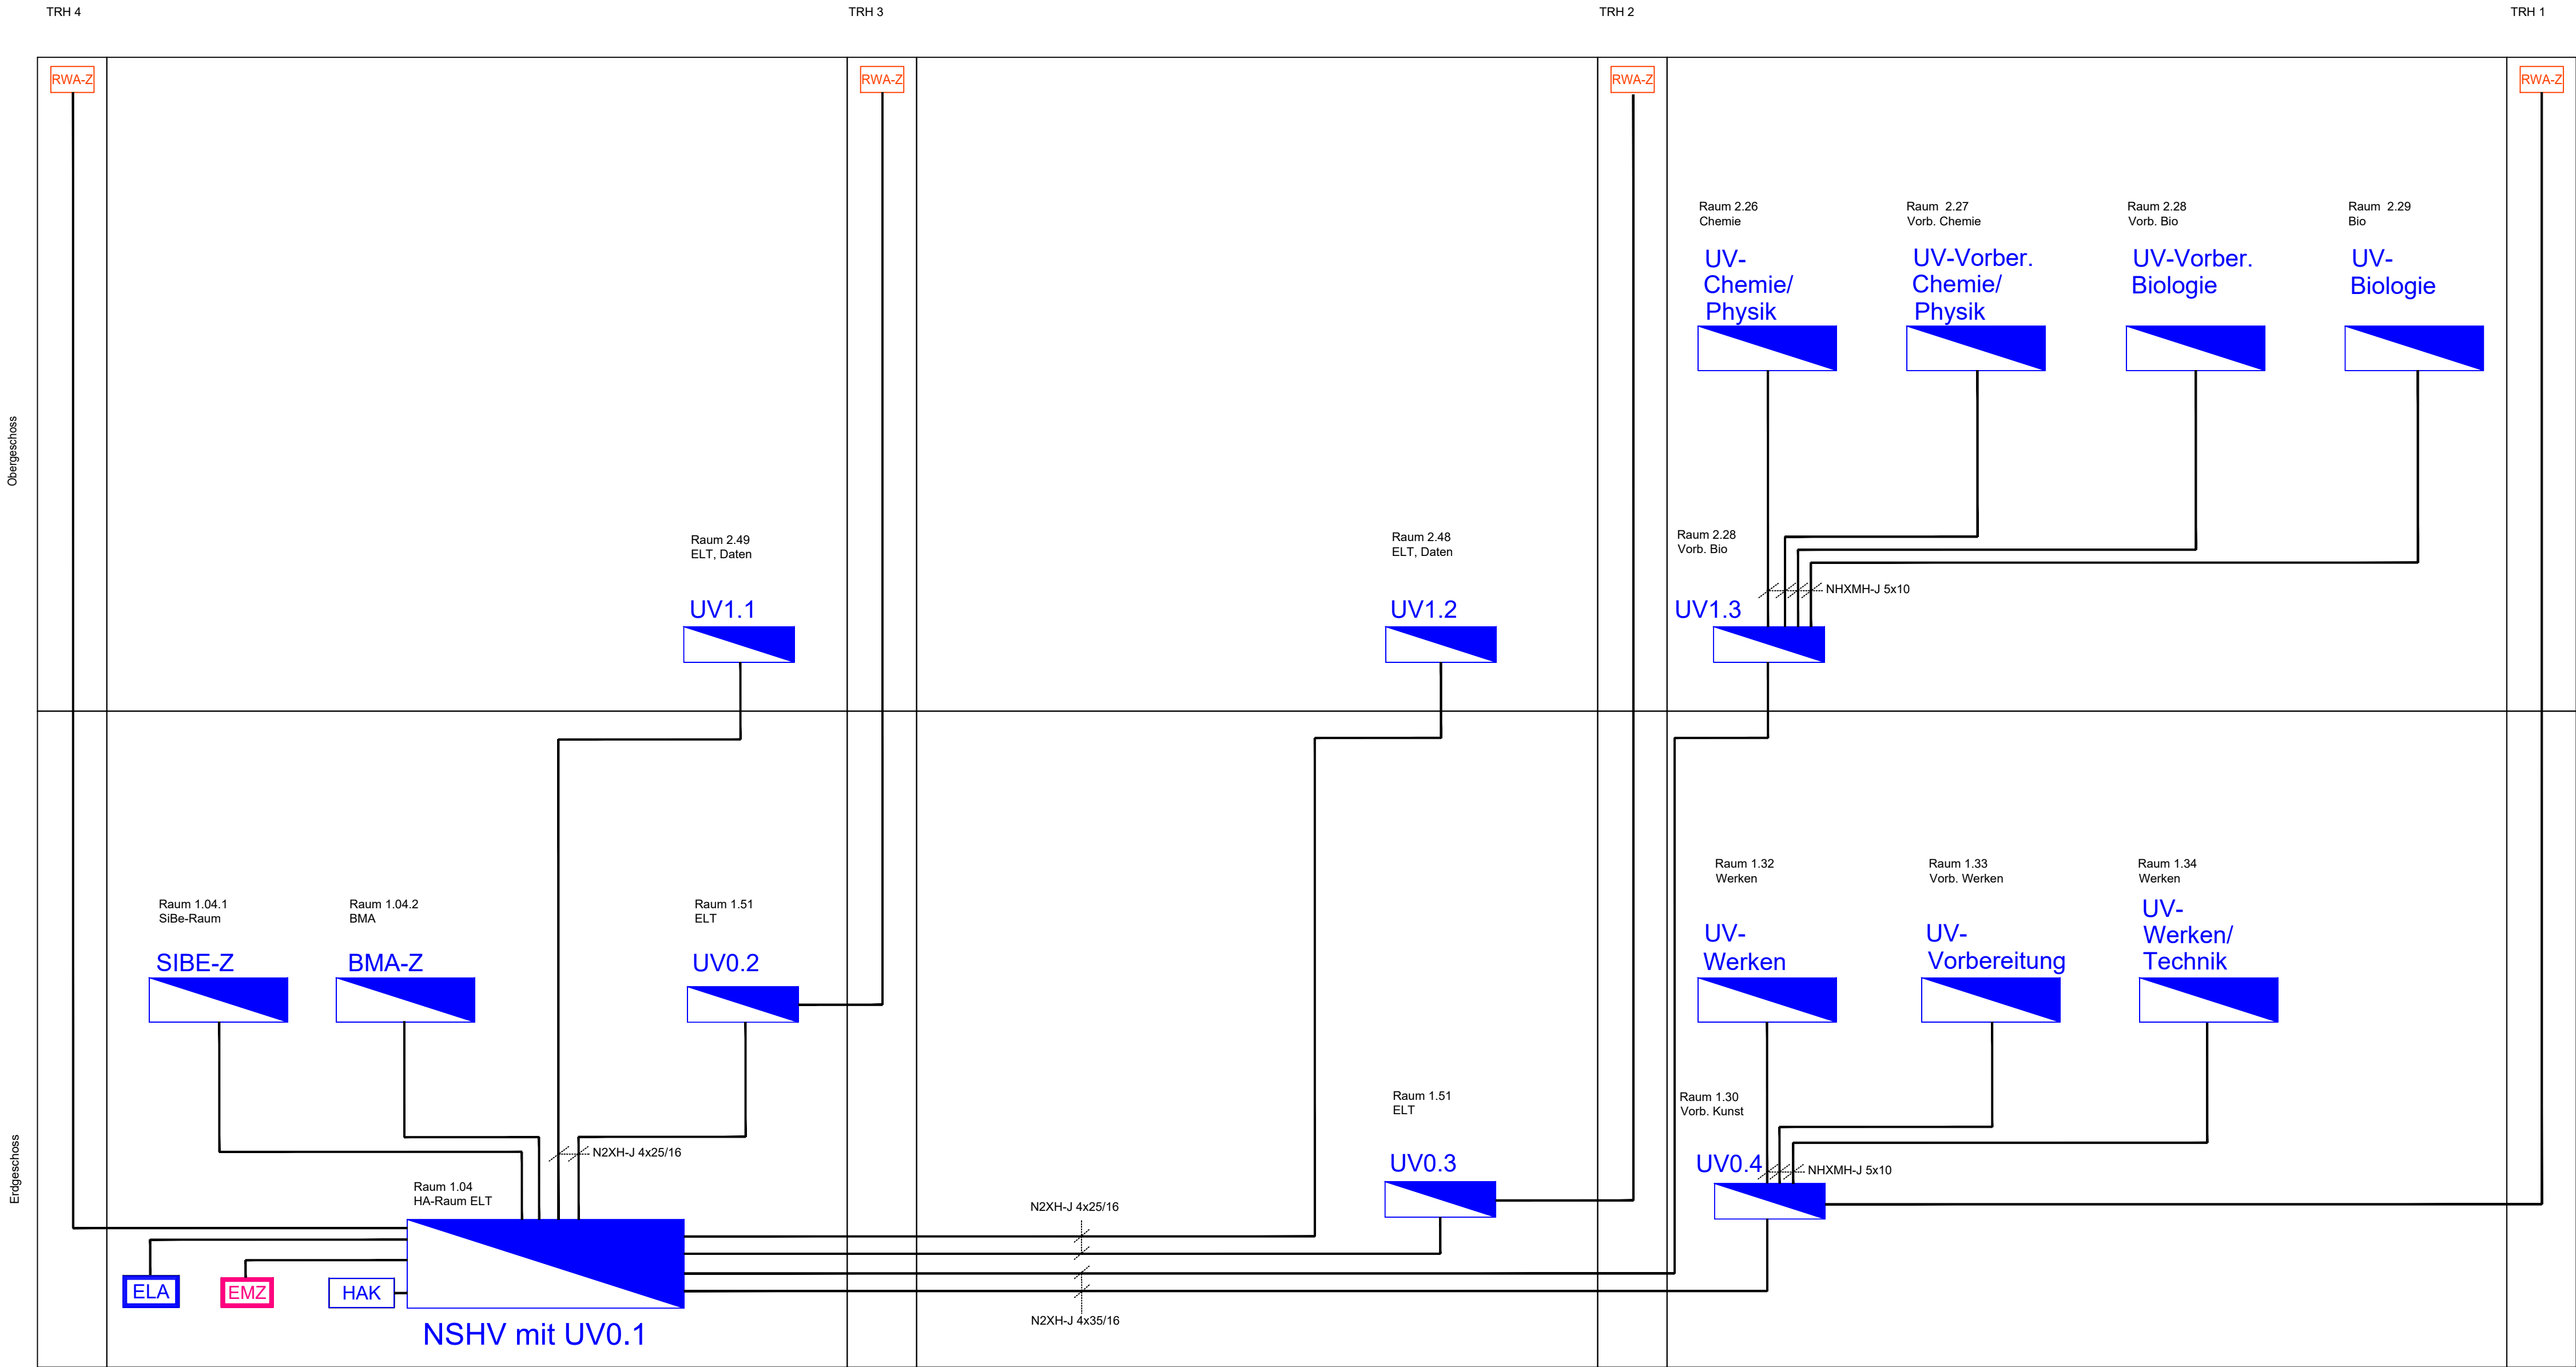 TRH 4
TRH 3
TRH 2
TRH 1
RWA-Z
RWA-Z
RWA-Z
RWA-Z
Obergeschoss
Raum 2.26
Chemie
UV-
Chemie/
Physik
Raum 2.27
Vorb. Chemie
UV-Vorber.
Chemie/
Physik
Raum 2.28
Vorb. Bio
UV-Vorber.
Biologie
Raum 2.29
Bio
UV-
Biologie
Raum 2.49
ELT, Daten
UV1.1
Raum 2.48
ELT, Daten
UV1.2
Raum 2.28
Vorb. Bio
NHXMH-J 5x10
UV1.3
Erdgeschoss
Raum 1.04.1
SiBe-Raum
SIBE-Z
Raum 1.04.2
BMA
BMA-Z
Raum 1.51
ELT
UV0.2
Raum 1.32
Werken
UV-
Werken
Raum 1.33
Vorb. Werken
UV-
Vorbereitung
Raum 1.34
Werken
UV-
Werken/
Technik
N2XH-J 4x25/16
Raum 1.04
HA-Raum ELT
Raum 1.51
ELT
UV0.3
Raum 1.30
Vorb. Kunst
UV0.4
NHXMH-J 5x10
N2XH-J 4x25/16
ELA
EMZ
HAK
N2XH-J 4x35/16
NSHV mit UV0.1